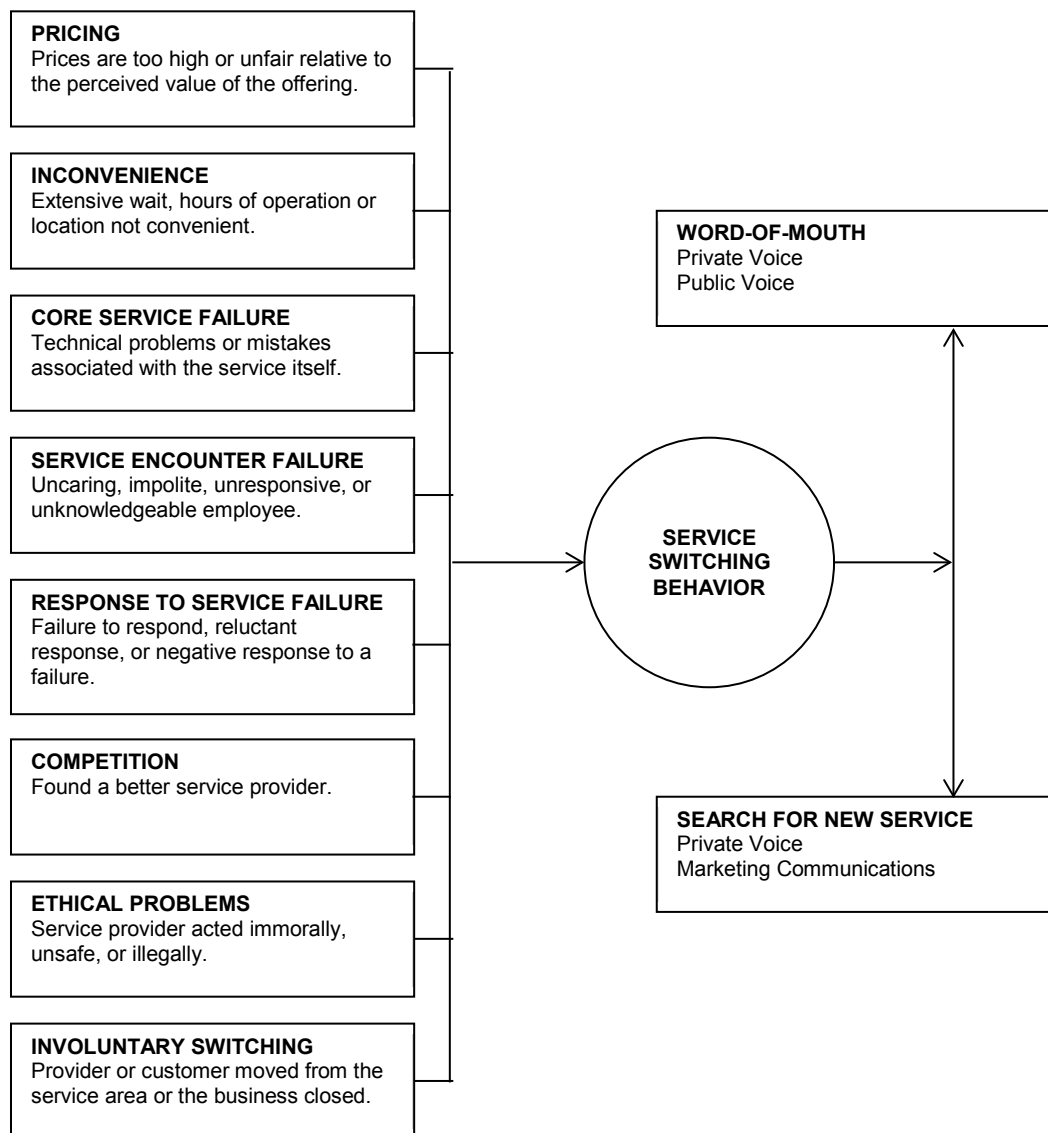 PRICING
Prices are too high or unfair relative to
the perceived value of the offering.
INCONVENIENCE
Extensive wait, hours of operation or
location not convenient.
CORE SERVICE FAILURE
Technical problems or mistakes
associated with the service itself.
SERVICE ENCOUNTER FAILURE
Uncaring, impolite, unresponsive, or
unknowledgeable employee.
RESPONSE TO SERVICE FAILURE
Failure to respond, reluctant
response, or negative response to a
failure.
COMPETITION
Found a better service provider.
ETHICAL PROBLEMS
Service provider acted immorally,
unsafe, or illegally.
INVOLUNTARY SWITCHING
Provider or customer moved from the
service area or the business closed.
SERVICE
SWITCHING
BEHAVIOR
WORD-OF-MOUTH
Private Voice
Public Voice
SEARCH FOR NEW SERVICE
Private Voice
Marketing Communications